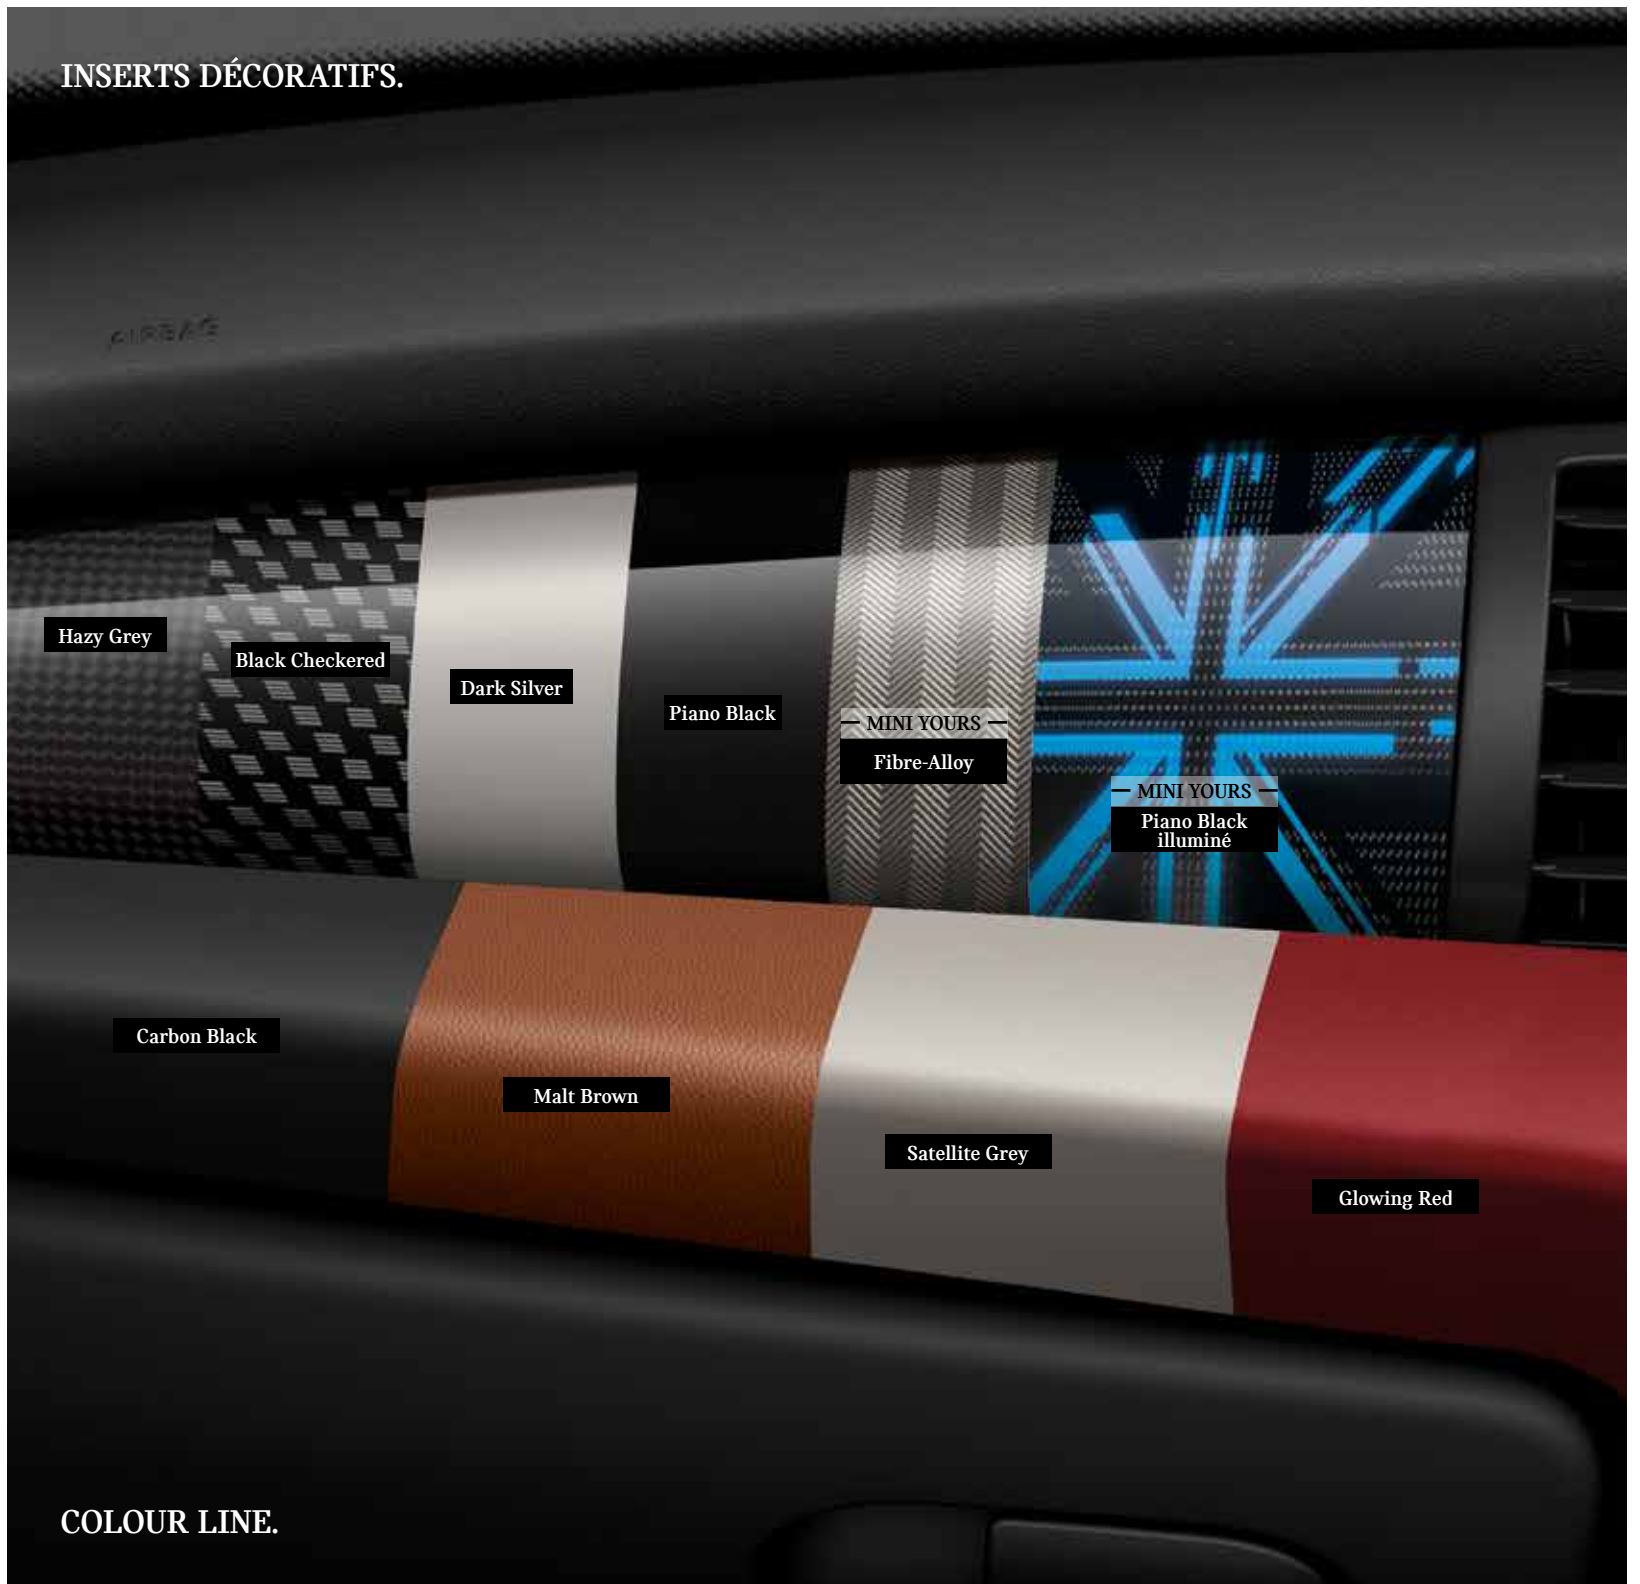 INSERTS DÉCORATIFS.
AIRBAG
Hazy Grey
Black Checkered
Dark Silver
Piano Black
MINI YOURS
Fibre-Alloy
MINI YOURS
Piano Black
illuminé
Carbon Black
Malt Brown
Satellite Grey
Glowing Red
COLOUR LINE.